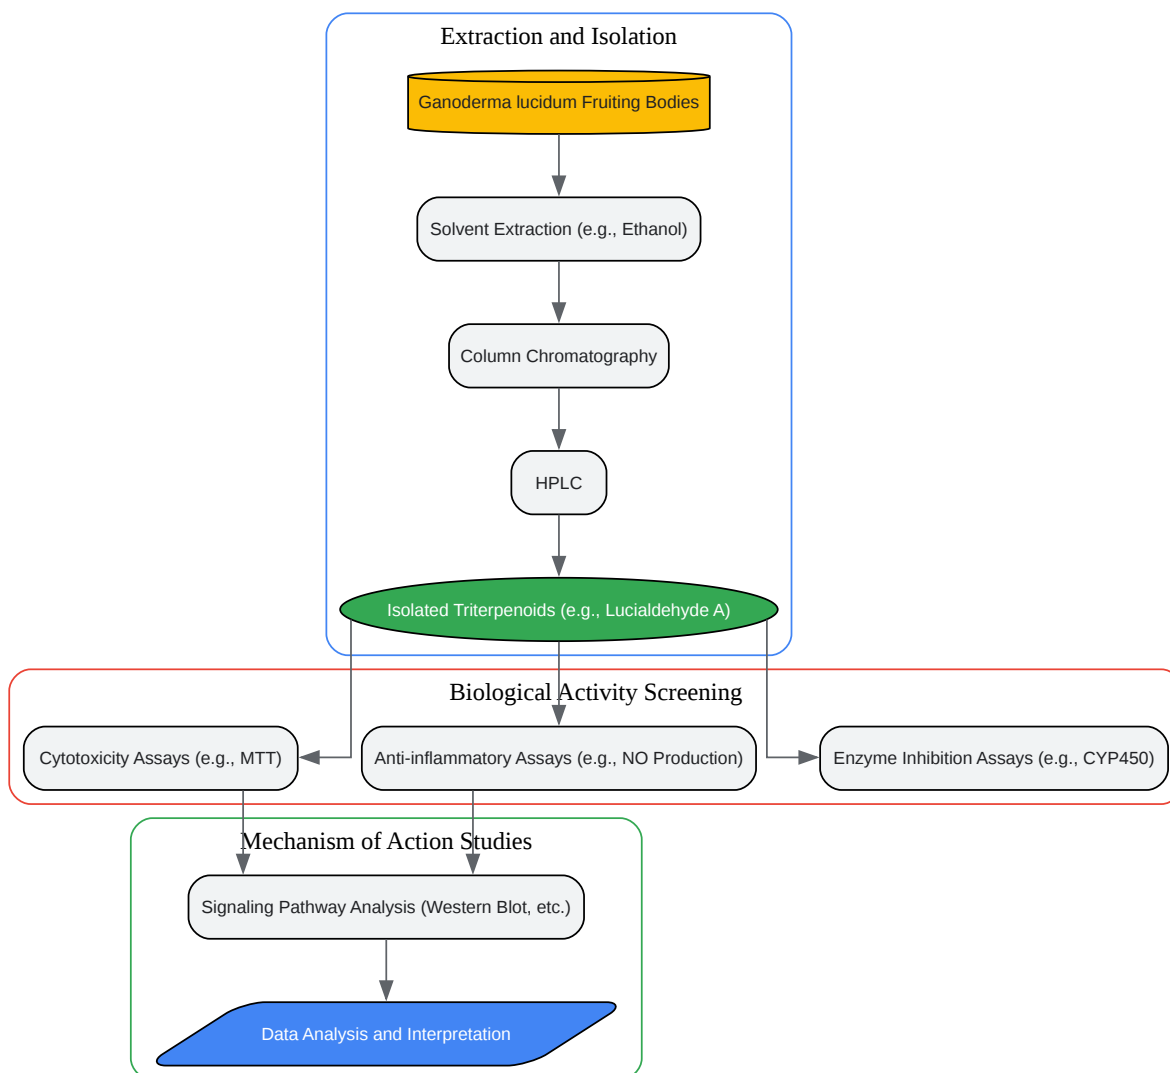 Extraction and Isolation
Ganoderma lucidum Fruiting Bodies
Solvent Extraction (e.g., Ethanol)
Column Chromatography
HPLC
Isolated Triterpenoids (e.g., Lucialdehyde A)
Biological Activity Screening
Cytotoxicity Assays (e.g., MTT)
Anti-inflammatory Assays (e.g., NO Production)
Enzyme Inhibition Assays (e.g., CYP450)
Mechanism of Action Studies
Signaling Pathway Analysis (Western Blot, etc.)
Data Analysis and Interpretation